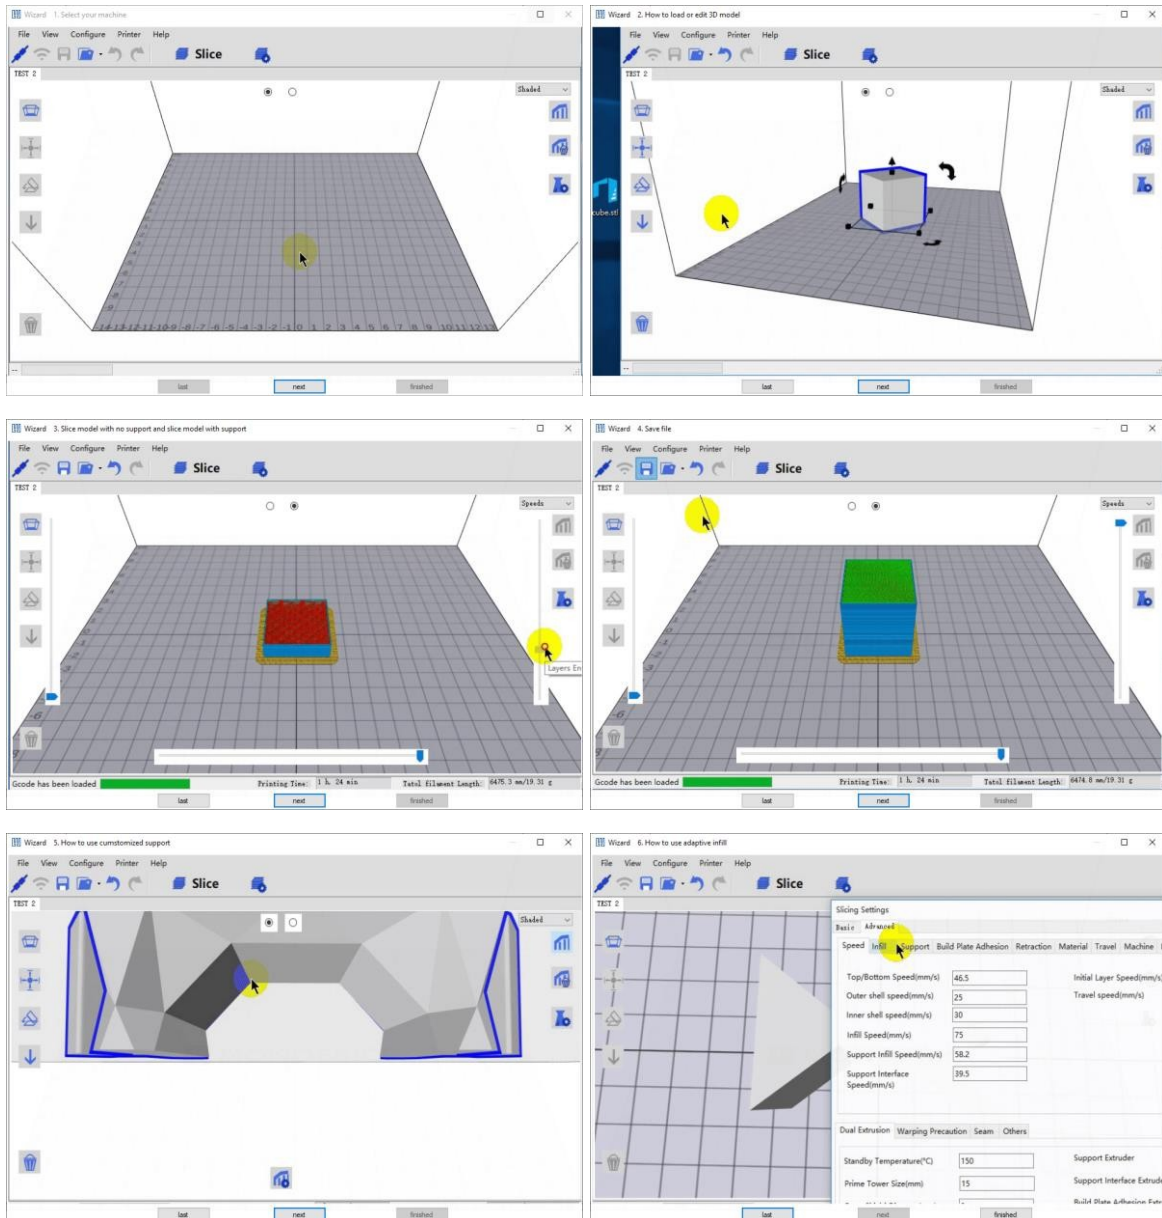 Wizard 1. Select your machine
File View Configure Printer Help
Slice
TEST 2
Shaded
last next finished
Wizard 2. How to load or edit 3D model
File View Configure Printer Help
Slice
TEST 2
Shaded
cube.stl
last next finished
Wizard 3. Slice model with no support and slice model with support
File View Configure Printer Help
Slice
TEST 2
Speeds
Layers En
Gcode has been loaded Printing Time: 1 h, 24 min Tatol filament Length: 6475.3 mm/19.31 g
last next finished
Wizard 4. Save file
File View Configure Printer Help
Slice
TEST 2
Speeds
Gcode has been loaded Printing Time: 1 h, 24 min Tatol filament Length: 6474.8 mm/19.31 g
last next finished
Wizard 5. How to use cumstomized support
File View Configure Printer Help
Slice
TEST 2
Shaded
last next finished
Wizard 6. How to use adaptive infill
File View Configure Printer Help
Slice
TEST 2
Slicing Settings
Basic Advanced
Speed Infill Support Build Plate Adhesion Retraction Material Travel Machine
Top/Bottom Speed(mm/s) 46.5 Initial Layer Speed(mm/s
Outer shell speed(mm/s) 25 Travel speed(mm/s)
Inner shell speed(mm/s) 30
Infill Speed(mm/s) 75
Support Infill Speed(mm/s) 58.2
Support Interface Speed(mm/s) 39.5
Dual Extrusion Warping Precaution Seam Others
Standby Temperature(°C) 150 Support Extruder
Prime Tower Size(mm) 15 Support Interface Extrude
Build Plate Adhesion Extr
last next finished